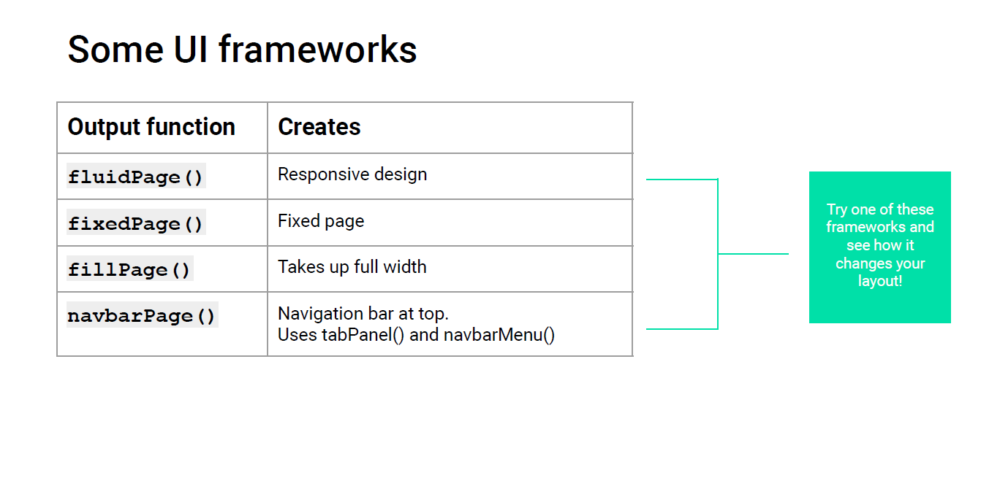 Some UI frameworks
Output function Creates
fluidPage() Responsive design
fixedPage() Fixed page
fillPage() Takes up full width
navbarPage() Navigation bar at top.
Uses tabPanel() and navbarMenu()
Try one of these
frameworks and
see how it
changes your
layout!